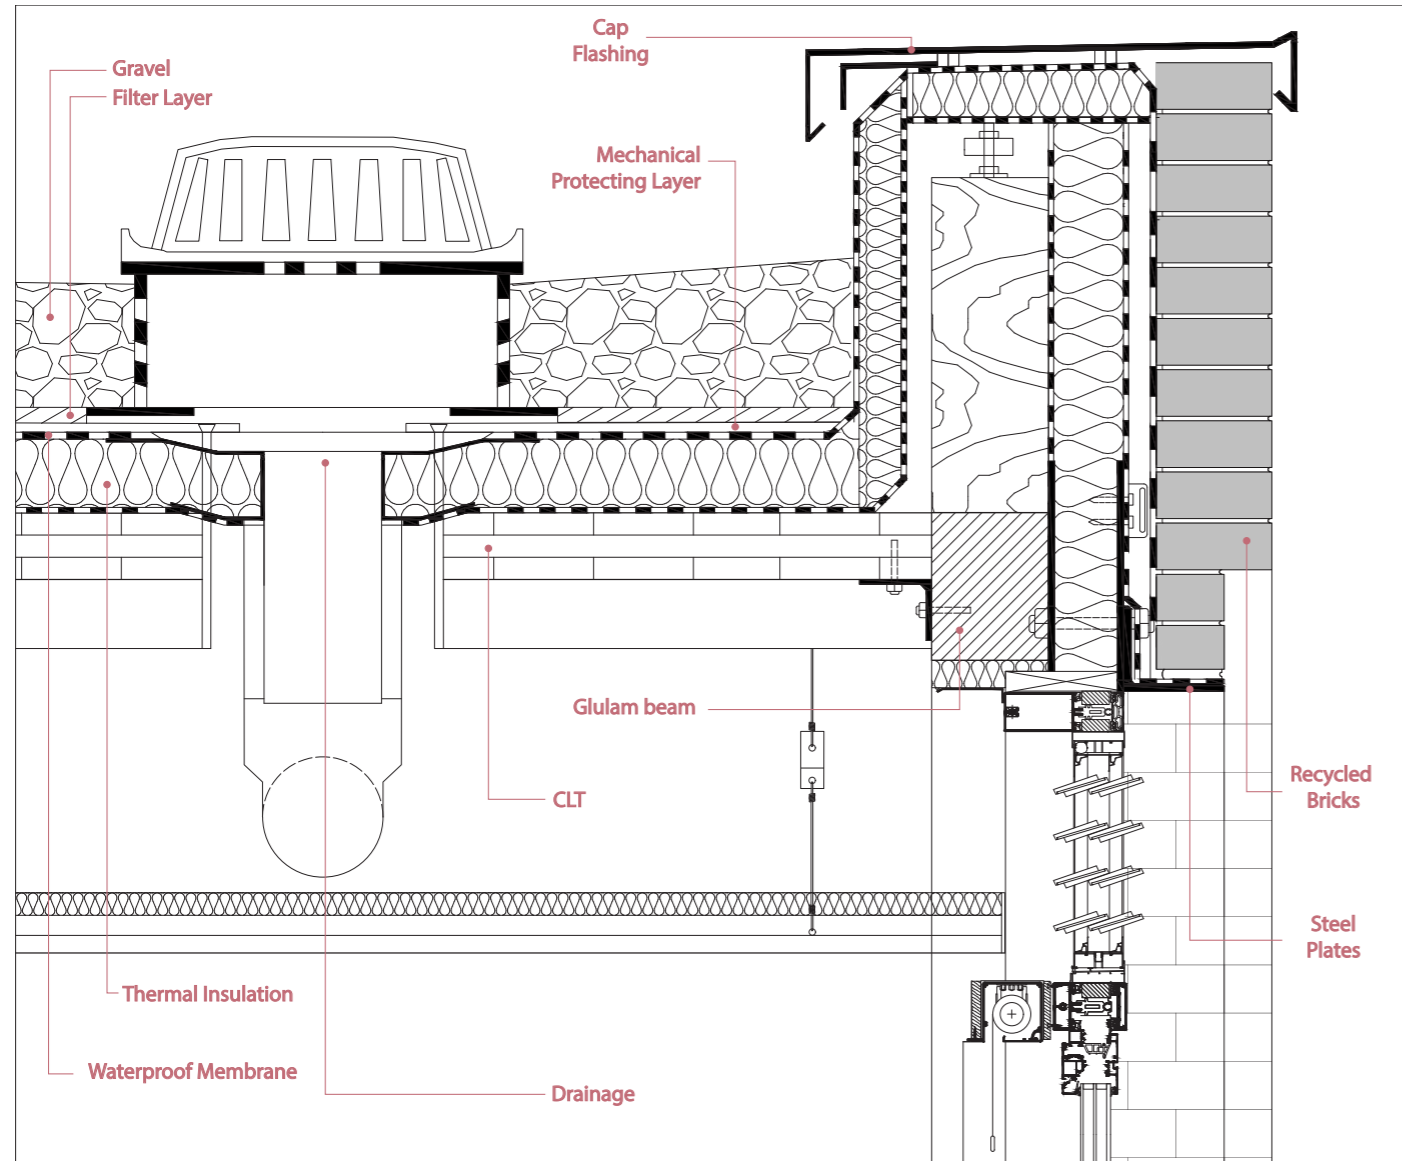 Cap
Flashing
Gravel
Filter Layer
Mechanical
Protecting Layer
Glulam beam
CLT
Recycled
Bricks
Steel
Plates
Thermal Insulation
Waterproof Membrane
Drainage